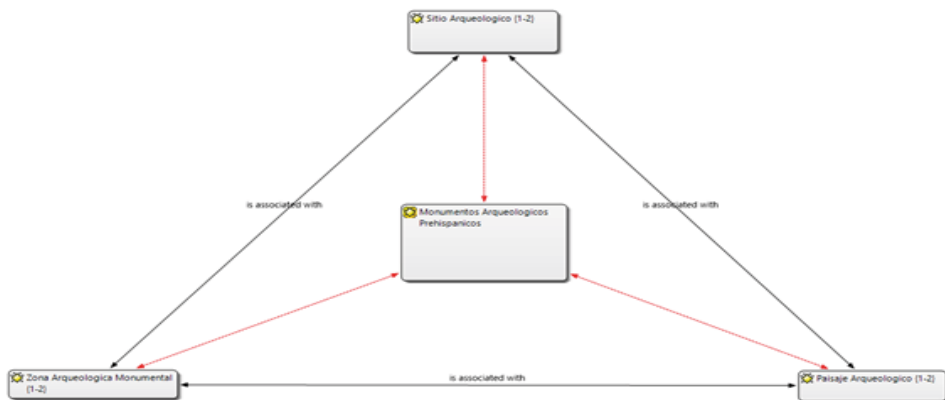 Sitio Arqueologico {1-2}
is associated with
is associated with
Monumentos Arqueologicos
Prehispanicos
Zona Arqueologica Monumental
{1-2}
is associated with
Paisaje Arqueologico {1-2}